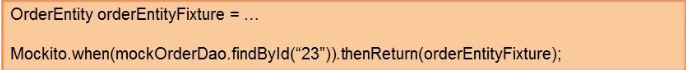 OrderEntity orderEntityFixture = …
Mockito.when(mockOrderDao.findById(“23”)).thenReturn(orderEntityFixture);